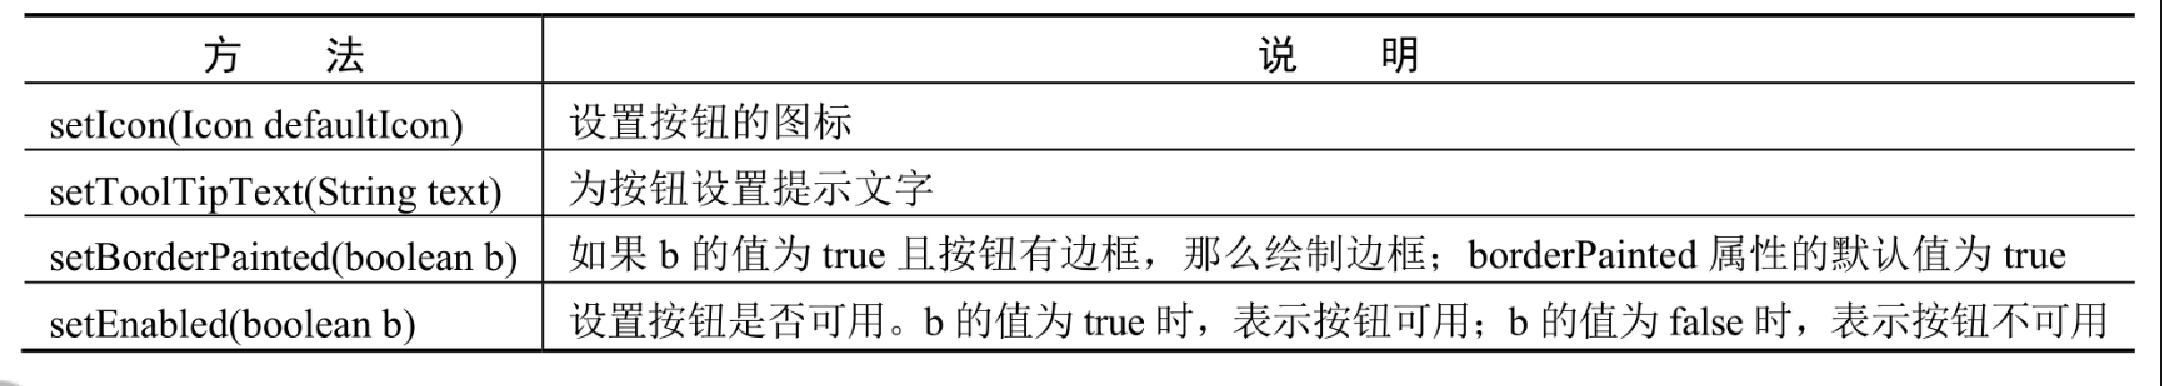 方 法 说 明
setIcon(Icon defaultIcon) 设置按钮的图标
setToolTipText(String text) 为按钮设置提示文字
setBorderPainted(boolean b) 如果 b 的值为 true 且按钮有边框，那么绘制边框；borderPainted 属性的默认值为 true
setEnabled(boolean b) 设置按钮是否可用。b 的值为 true 时，表示按钮可用；b 的值为 false 时，表示按钮不可用